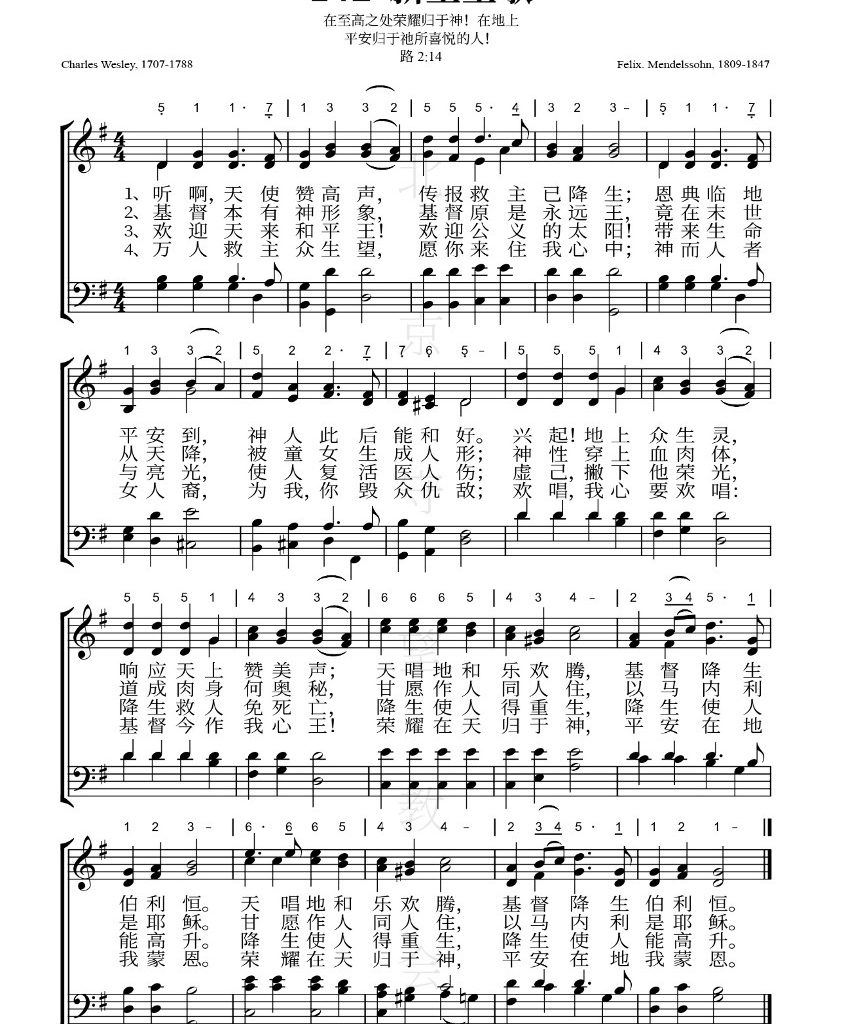 在至高之处荣耀归于神！在地上
平安归于祂所喜悦的人！
路 2:14
Charles Wesley, 1707-1788
Felix. Mendelssohn, 1809-1847
5 1 1· 7 | 1 3 3 2 | 5 5 5· 4 | 3 2 3 – | 5 1 1· 7 |
1、听啊，天使赞高声，传报救主已降生；恩典临地
2、基督本有神形象，基督原是永远王，竟在末世
3、欢迎天来和平王！欢迎公义的太阳！带来生命
4、万人救主众生望，愿你来住我心中；神而人者
1 3 3 2 | 5 2 2· 7 | 7 6 5 – | 5 5 5 1 | 4 3 3 2 |
平安到，神人此后能和好。兴起！地上众生灵，
从天降，被童女生成人形；神性穿上血肉体，
与亮光，使人复活医人伤；虚己，撇下他荣光，
女人裔，为我，你毁众仇敌；欢唱，我心要欢唱：
5 5 5 1 | 4 3 3 2 | 6 6 6 5 | 4 3 4 – | 2 3 4 5· 1 |
响应天上赞美声；天唱地和乐欢腾，基督降生
道成肉身何奥秘，甘愿作人同人住，以马内利
降生救人免死亡，降生使人得重生，降生使人
基督今作我心王！荣耀在天归于神，平安在地
1 2 3 – | 6· 6 6 5 | 4 3 4 – | 2 3 4 5· 1 | 1 2 1 – ‖
伯利恒。天唱地和乐欢腾，基督降生伯利恒。
是耶稣。甘愿作人同人住，以马内利是耶稣。
能高升。降生使人得重生，降生使人能高升。
我蒙恩。荣耀在天归于神，平安在地我蒙恩。
北京守望教会